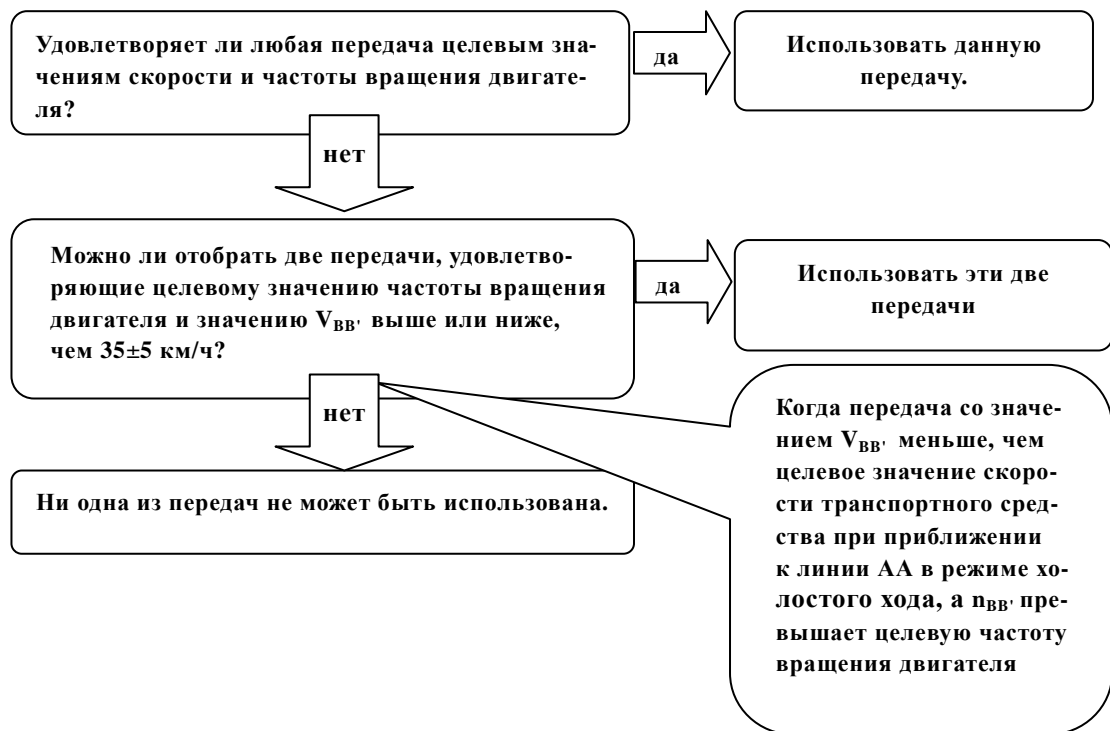 Удовлетворяет ли любая передача целевым зна-
чениям скорости и частоты вращения двигате-
ля?
да
Использовать данную
передачу.
нет
Можно ли отобрать две передачи, удовлетво-
ряющие целевому значению частоты вращения
двигателя и значению VBB' выше или ниже,
чем 35±5 км/ч?
да
Использовать эти две
передачи
нет
Ни одна из передач не может быть использована.
Когда передача со значе-
нием VBB' меньше, чем
целевое значение скоро-
сти транспортного сред-
ства при приближении
к линии АА в режиме хо-
лостого хода, а nBB' пре-
вышает целевую частоту
вращения двигателя